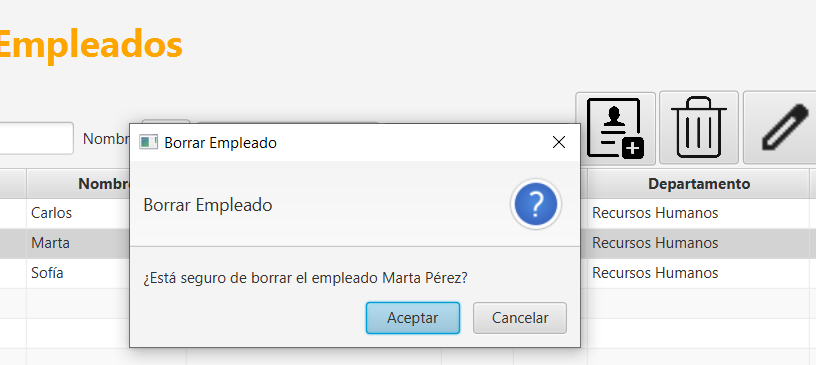 Empleados
Nombr
Borrar Empleado
Borrar Empleado
¿Está seguro de borrar el empleado Marta Pérez?
Aceptar Cancelar
Nombr Departamento
Carlos Recursos Humanos
Marta Recursos Humanos
Sofía Recursos Humanos